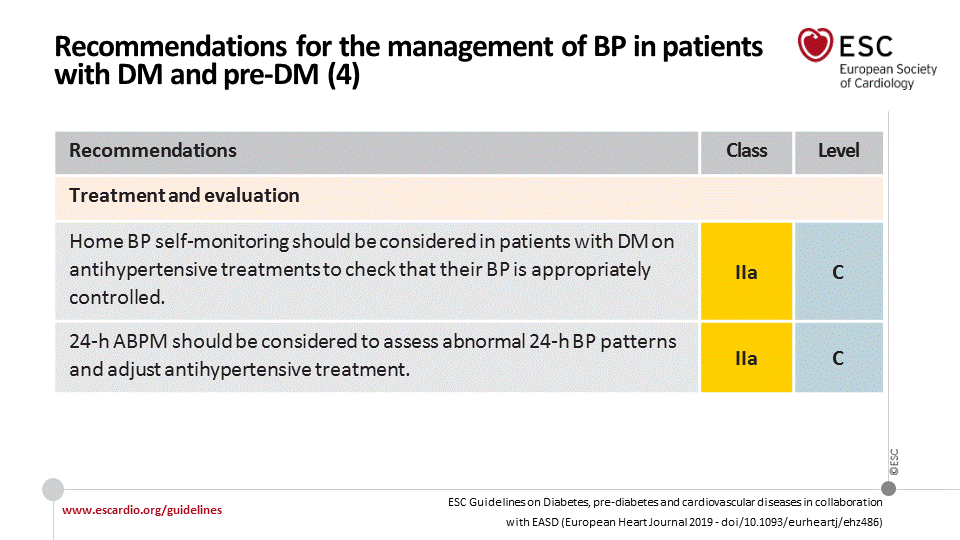 Recommendations for the management of BP in patients
with DM and pre-DM (4)
ESC
European Society
of Cardiology
Recommendations Class Level
Treatment and evaluation
Home BP self-monitoring should be considered in patients with DM on
antihypertensive treatments to check that their BP is appropriately
controlled.
IIa C
24-h ABPM should be considered to assess abnormal 24-h BP patterns
and adjust antihypertensive treatment.
IIa C
©ESC
www.escardio.org/guidelines
ESC Guidelines on Diabetes, pre-diabetes and cardiovascular diseases in collaboration
with EASD (European Heart Journal 2019 - doi/10.1093/eurheartj/ehz486)